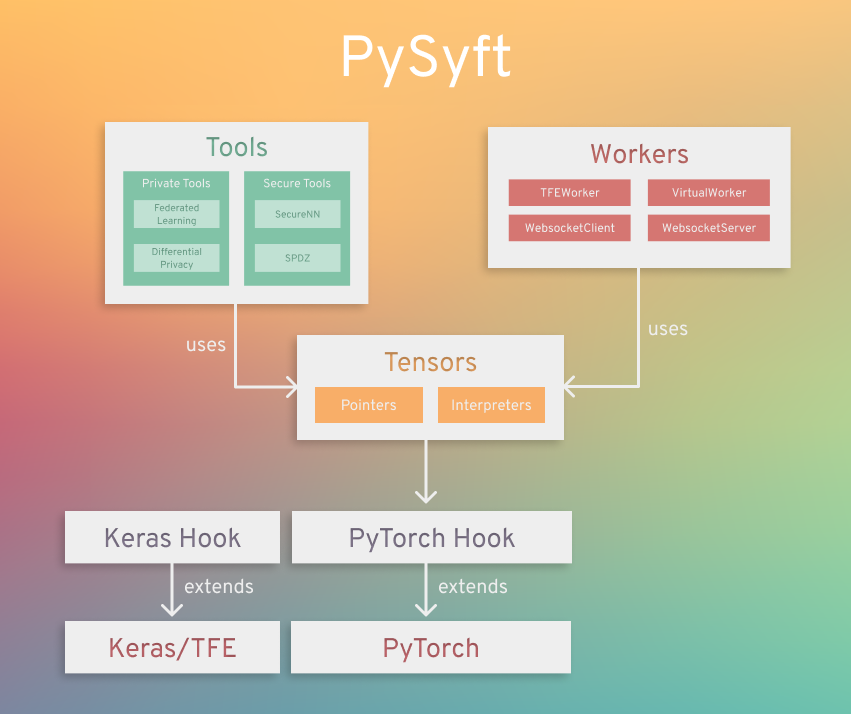 PySyft
Tools
Private Tools
Federated
Learning
Differential
Privacy
Secure Tools
SecureNN
SPDZ
Workers
TFEWorker
VirtualWorker
WebsocketClient
WebsocketServer
uses
uses
Tensors
Pointers
Interpreters
Keras Hook
PyTorch Hook
extends
extends
Keras/TFE
PyTorch